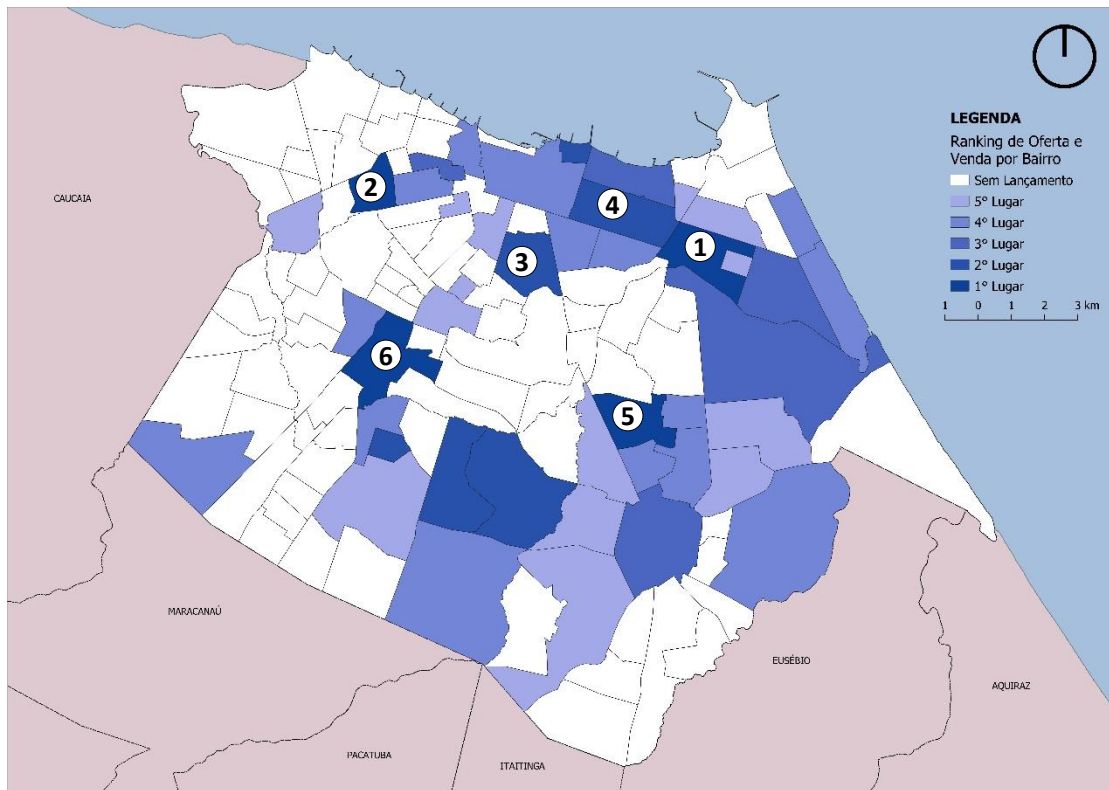 LEGENDA
Ranking de Oferta e
Venda por Bairro
Sem Lançamento
5° Lugar
4° Lugar
3° Lugar
2° Lugar
1° Lugar
1 0 1 2 3 km
CAUCAIA
2
4
1
3
6
5
MARACANAÚ
EUSÉBIO
AQUIRAZ
PACATUBA
ITAITINGA